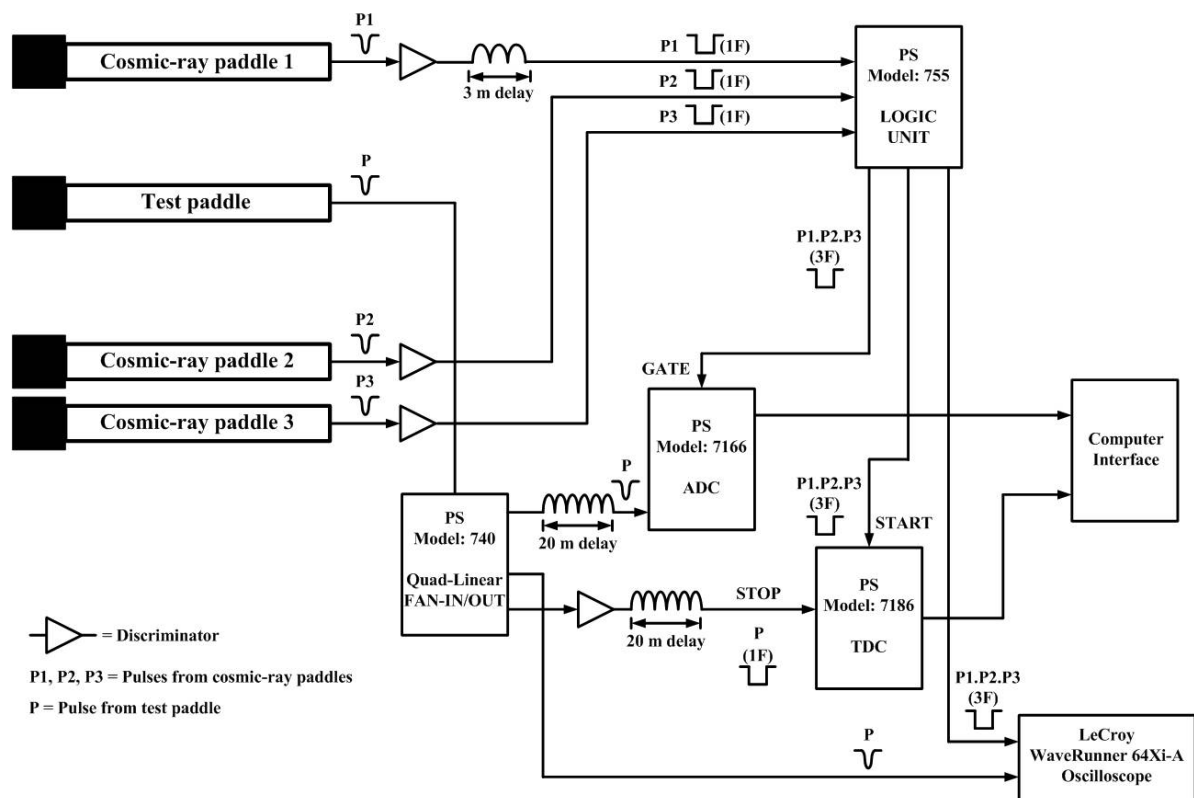 P1
Cosmic-ray paddle 1
3 m delay
P1 (1F)
P2 (1F)
P3 (1F)
PS
Model: 755
LOGIC
UNIT
P
Test paddle
P1.P2.P3
(3F)
P2
Cosmic-ray paddle 2
P3
Cosmic-ray paddle 3
GATE
PS
Model: 7166
ADC
Computer
Interface
P
20 m delay
PS
Model: 740
Quad-Linear
FAN-IN/OUT
P1.P2.P3
(3F)
START
PS
Model: 7186
TDC
STOP
20 m delay
P
(1F)
= Discriminator
P1, P2, P3 = Pulses from cosmic-ray paddles
P = Pulse from test paddle
P1.P2.P3
(3F)
P
LeCroy
WaveRunner 64Xi-A
Oscilloscope